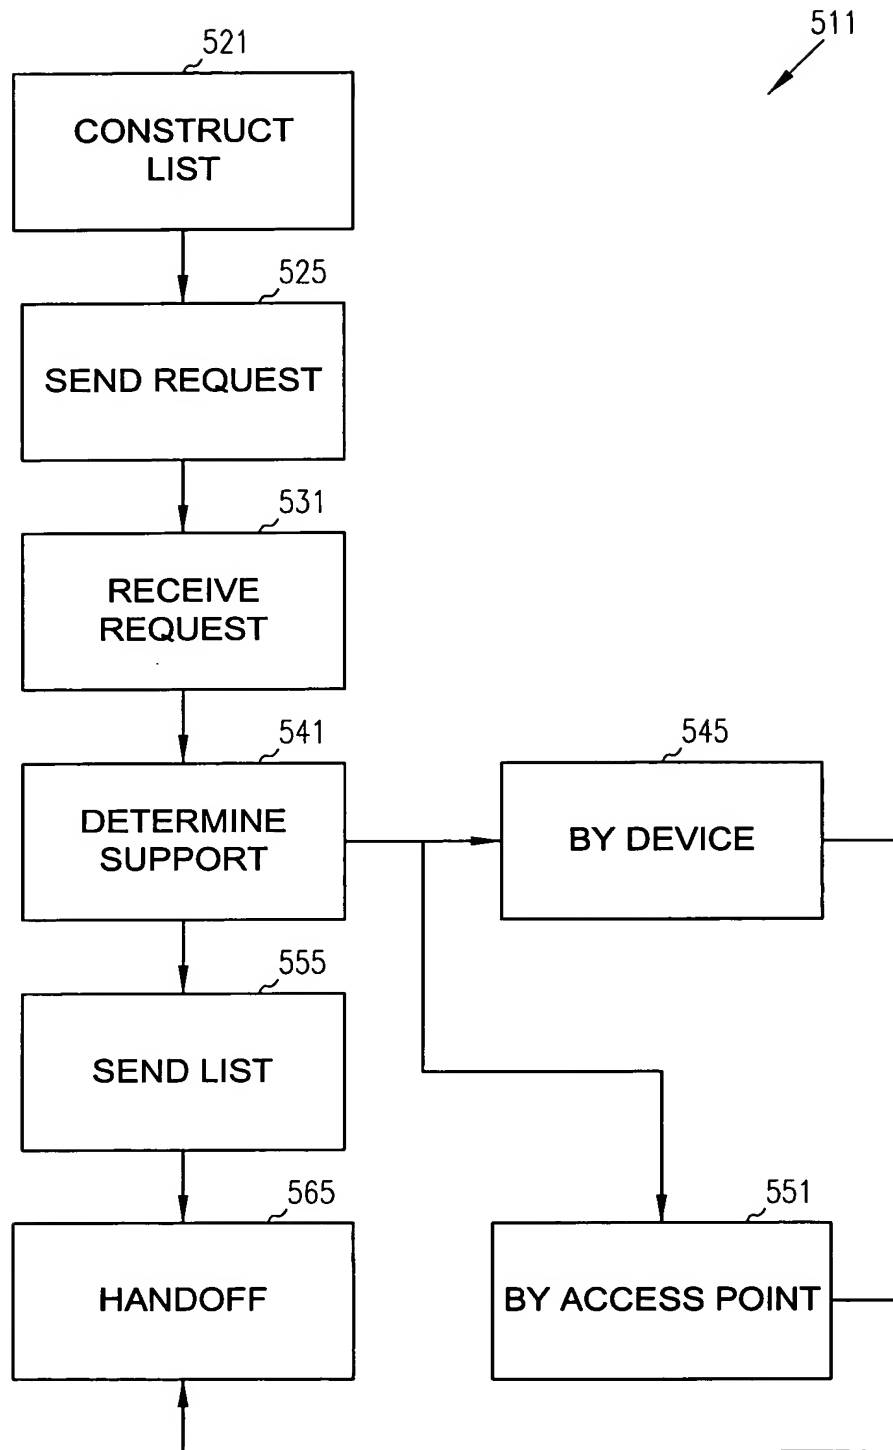 511
521
CONSTRUCT
LIST
525
SEND REQUEST
531
RECEIVE
REQUEST
541
DETERMINE
SUPPORT
545
BY DEVICE
555
SEND LIST
565
HANDOFF
551
BY ACCESS POINT